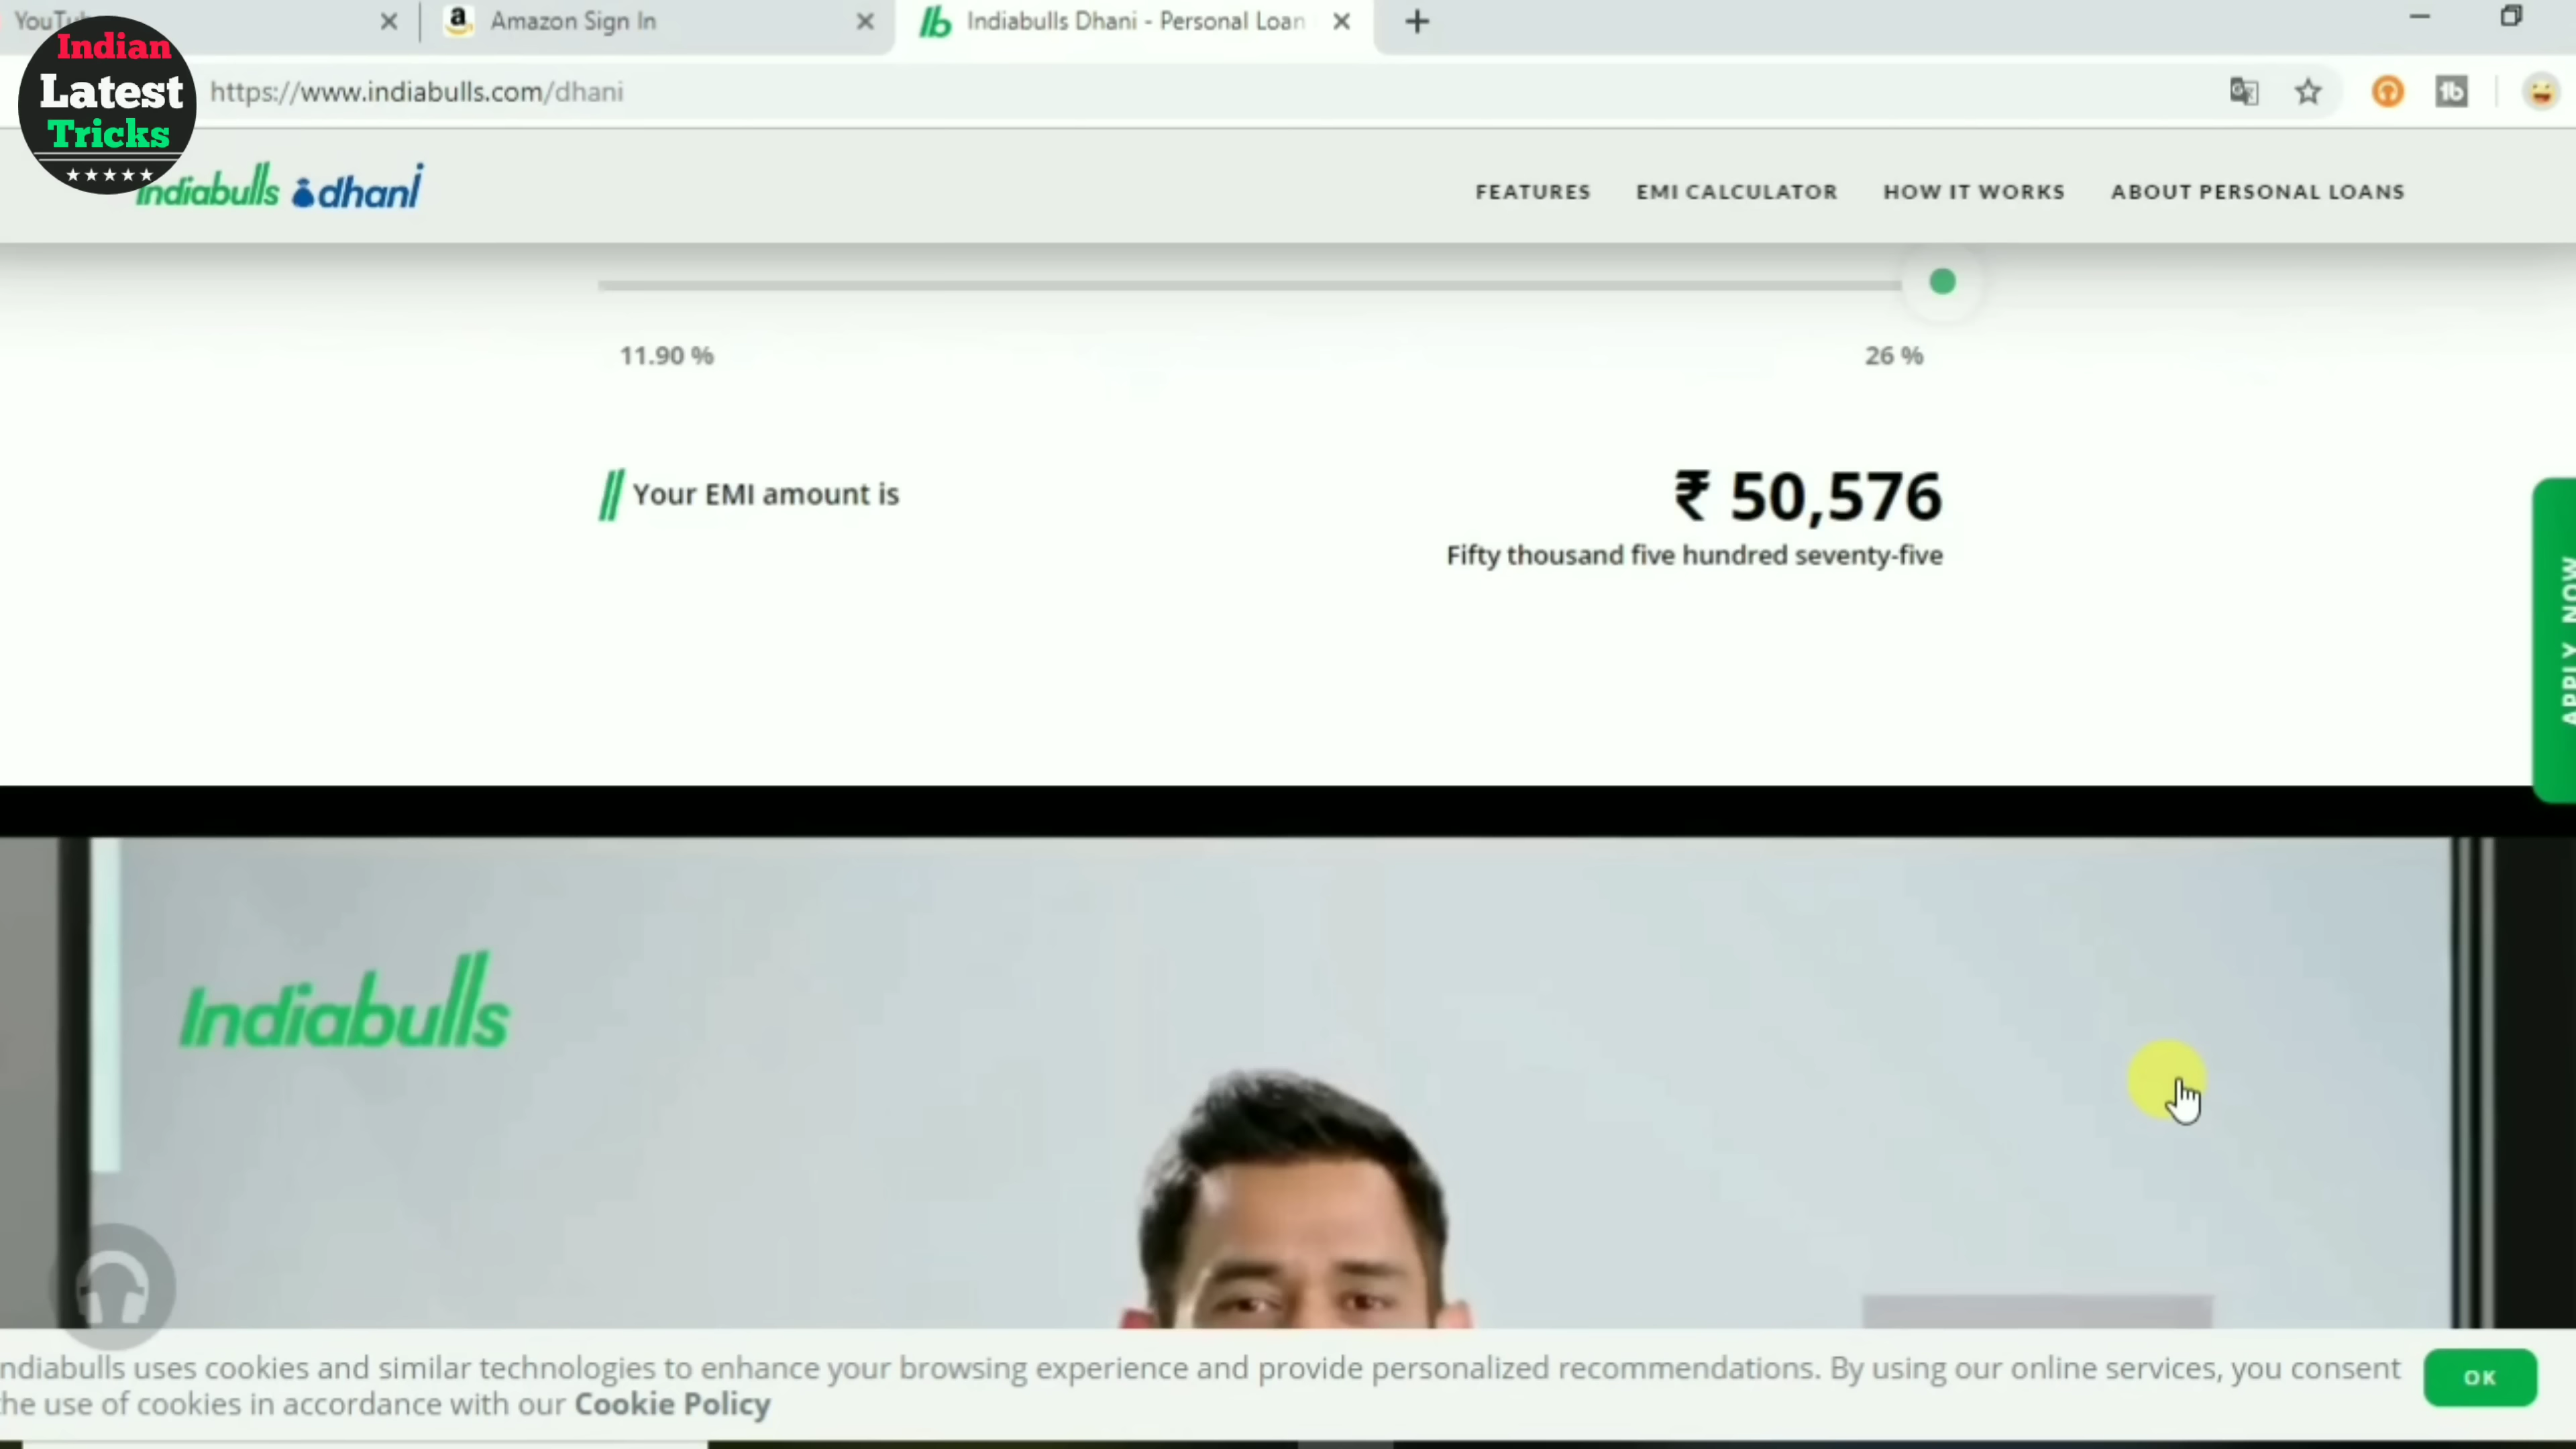 Indian
Latest
Tricks
Amazon Sign In
Indiabulls Dhani - Personal Loan
https://www.indiabulls.com/dhani
Indiabulls dhani
FEATURES EMI CALCULATOR HOW IT WORKS ABOUT PERSONAL LOANS
11.90 % 26 %
Your EMI amount is ₹ 50,576
Fifty thousand five hundred seventy-five
APPLY NOW
Indiabulls
ndiabulls uses cookies and similar technologies to enhance your browsing experience and provide personalized recommendations. By using our online services, you consent
he use of cookies in accordance with our Cookie Policy
OK